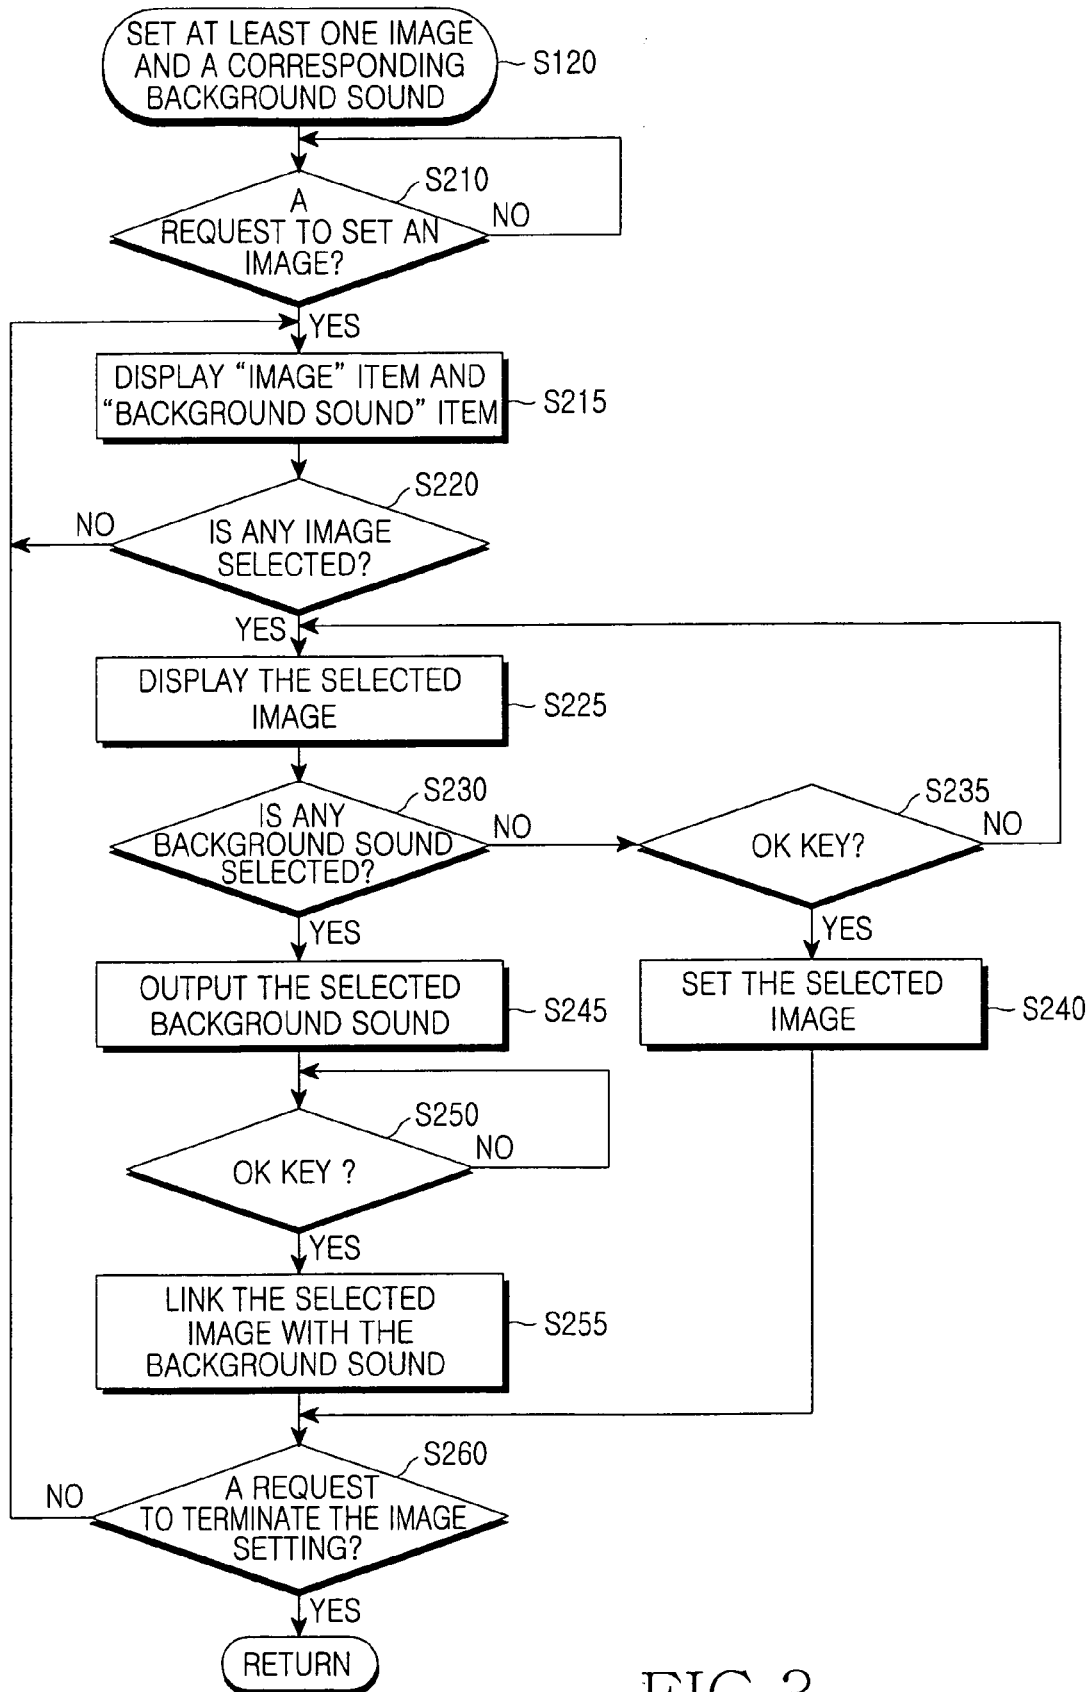 SET AT LEAST ONE IMAGE
AND A CORRESPONDING
BACKGROUND SOUND
S120
S210
A
REQUEST TO SET AN
IMAGE?
NO
YES
DISPLAY “IMAGE” ITEM AND
“BACKGROUND SOUND” ITEM
S215
S220
NO
IS ANY IMAGE
SELECTED?
YES
DISPLAY THE SELECTED
IMAGE
S225
S230
IS ANY
BACKGROUND SOUND
SELECTED?
NO
S235
OK KEY?
NO
YES
YES
OUTPUT THE SELECTED
BACKGROUND SOUND
S245
SET THE SELECTED
IMAGE
S240
S250
OK KEY ?
NO
YES
LINK THE SELECTED
IMAGE WITH THE
BACKGROUND SOUND
S255
S260
A REQUEST
TO TERMINATE THE IMAGE
SETTING?
NO
YES
RETURN